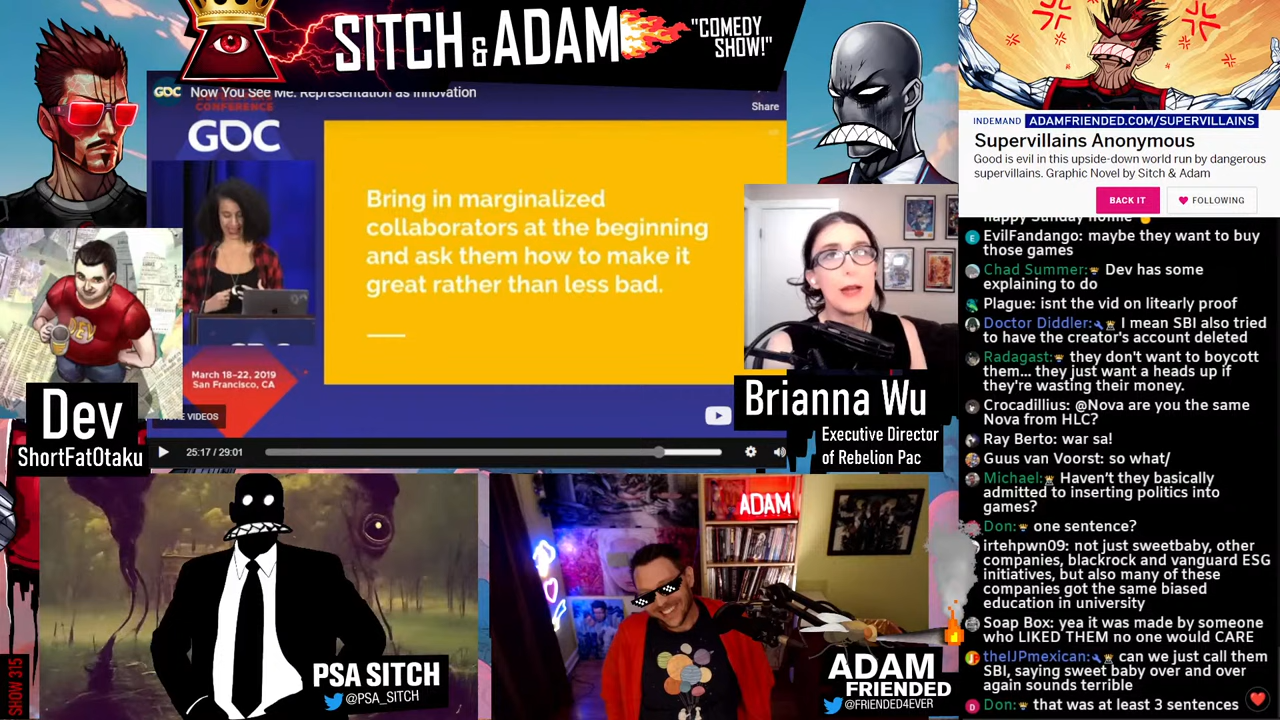 SITCH & ADAM
"COMEDY
SHOW!"
GDC
Now You See Me: Representation as Innovation
Share
CONFERENCE
GDC
Bring in marginalized
collaborators at the beginning
and ask them how to make it
great rather than less bad.
March 18-22, 2019
San Francisco, CA
VIDEOS
25:17 / 29:01
DEV
Dev
ShortFatOtaku
Brianna Wu
Executive Director
of Rebelion Pac
SHOW 315
PSA SITCH
@PSA_SITCH
ADAM
ADAM
FRIENDED
@FRIENDED4EVER
INDEMAND ADAMFRIENDED.COM/SUPERVILLAINS
Supervillains Anonymous
Good is evil in this upside-down world run by dangerous
supervillains. Graphic Novel by Sitch & Adam
BACK IT
FOLLOWING
happy Sunday
EvilFandango: maybe they want to buy
those games
Chad Summer: Dev has some
explaining to do
Plague: isnt the vid on litearly proof
Doctor Diddler: I mean SBI also tried
to have the creator's account deleted
Radagast: they don't want to boycott
them... they just want a heads up if
they're wasting their money.
Crocadillius: @Nova are you the same
Nova from HLC?
Ray Berto: war sa!
Guus van Voorst: so what/
Michael: Haven't they basically
admitted to inserting politics into
games?
Don: one sentence?
irtehpwn09: not just sweetbaby, other
companies, blackrock and vanguard ESG
initiatives, but also many of these
companies got the same biased
education in university
Soap Box: yea it was made by someone
who LIKED THEM no one would CARE
theIJPmexican: can we just call them
SBI, saying sweet baby over and over
again sounds terrible
Don: that was at least 3 sentences